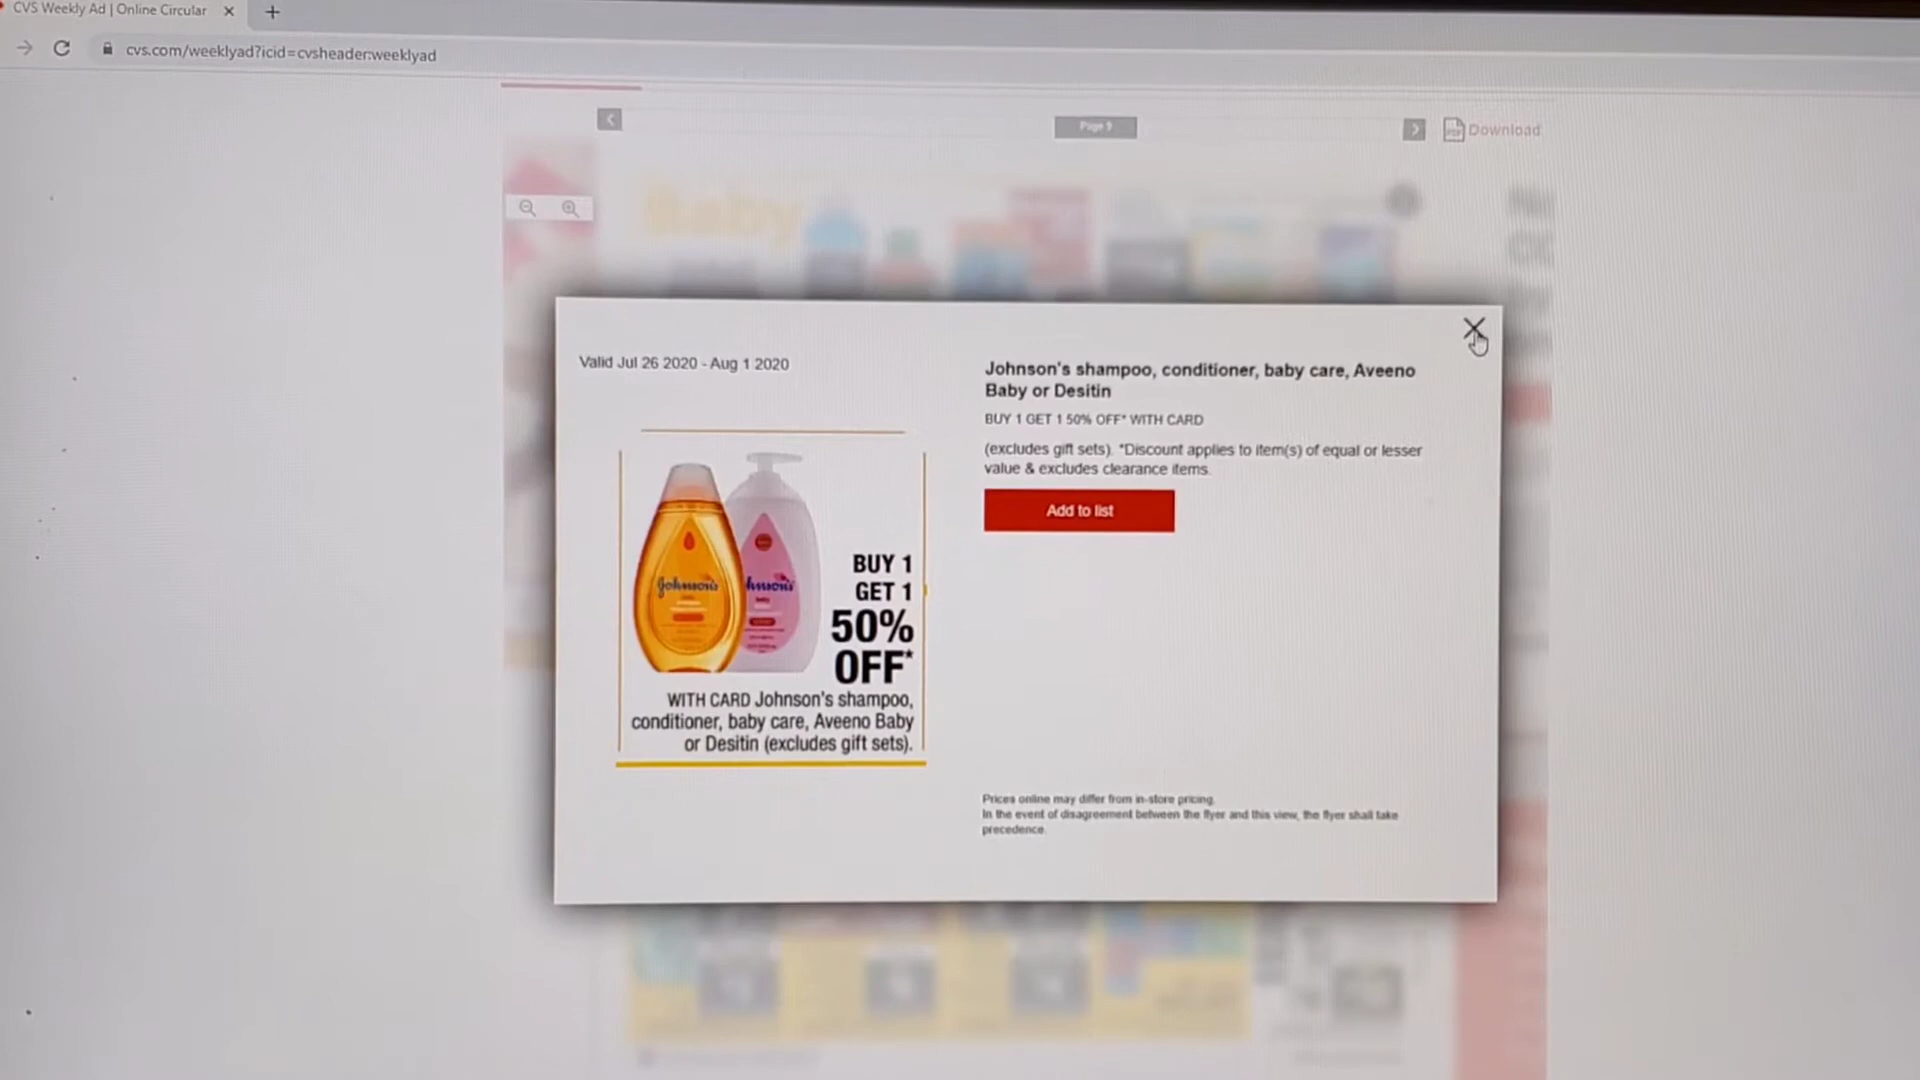 CVS Weekly Ad | Online Circular
cvs.com/weeklyad?icid=cvsheader:weeklyad
Page 9
Download
Baby
Valid Jul 26 2020 - Aug 1 2020
Johnson's
BUY 1
GET 1
50%
OFF*
WITH CARD Johnson's shampoo,
conditioner, baby care, Aveeno Baby
or Desitin (excludes gift sets).
Johnson's shampoo, conditioner, baby care, Aveeno
Baby or Desitin
BUY 1 GET 1 50% OFF* WITH CARD
(excludes gift sets). *Discount applies to item(s) of equal or lesser
value & excludes clearance items.
Add to list
Prices online may differ from in-store pricing.
In the event of disagreement between the flyer and this view, the flyer shall take
precedence.